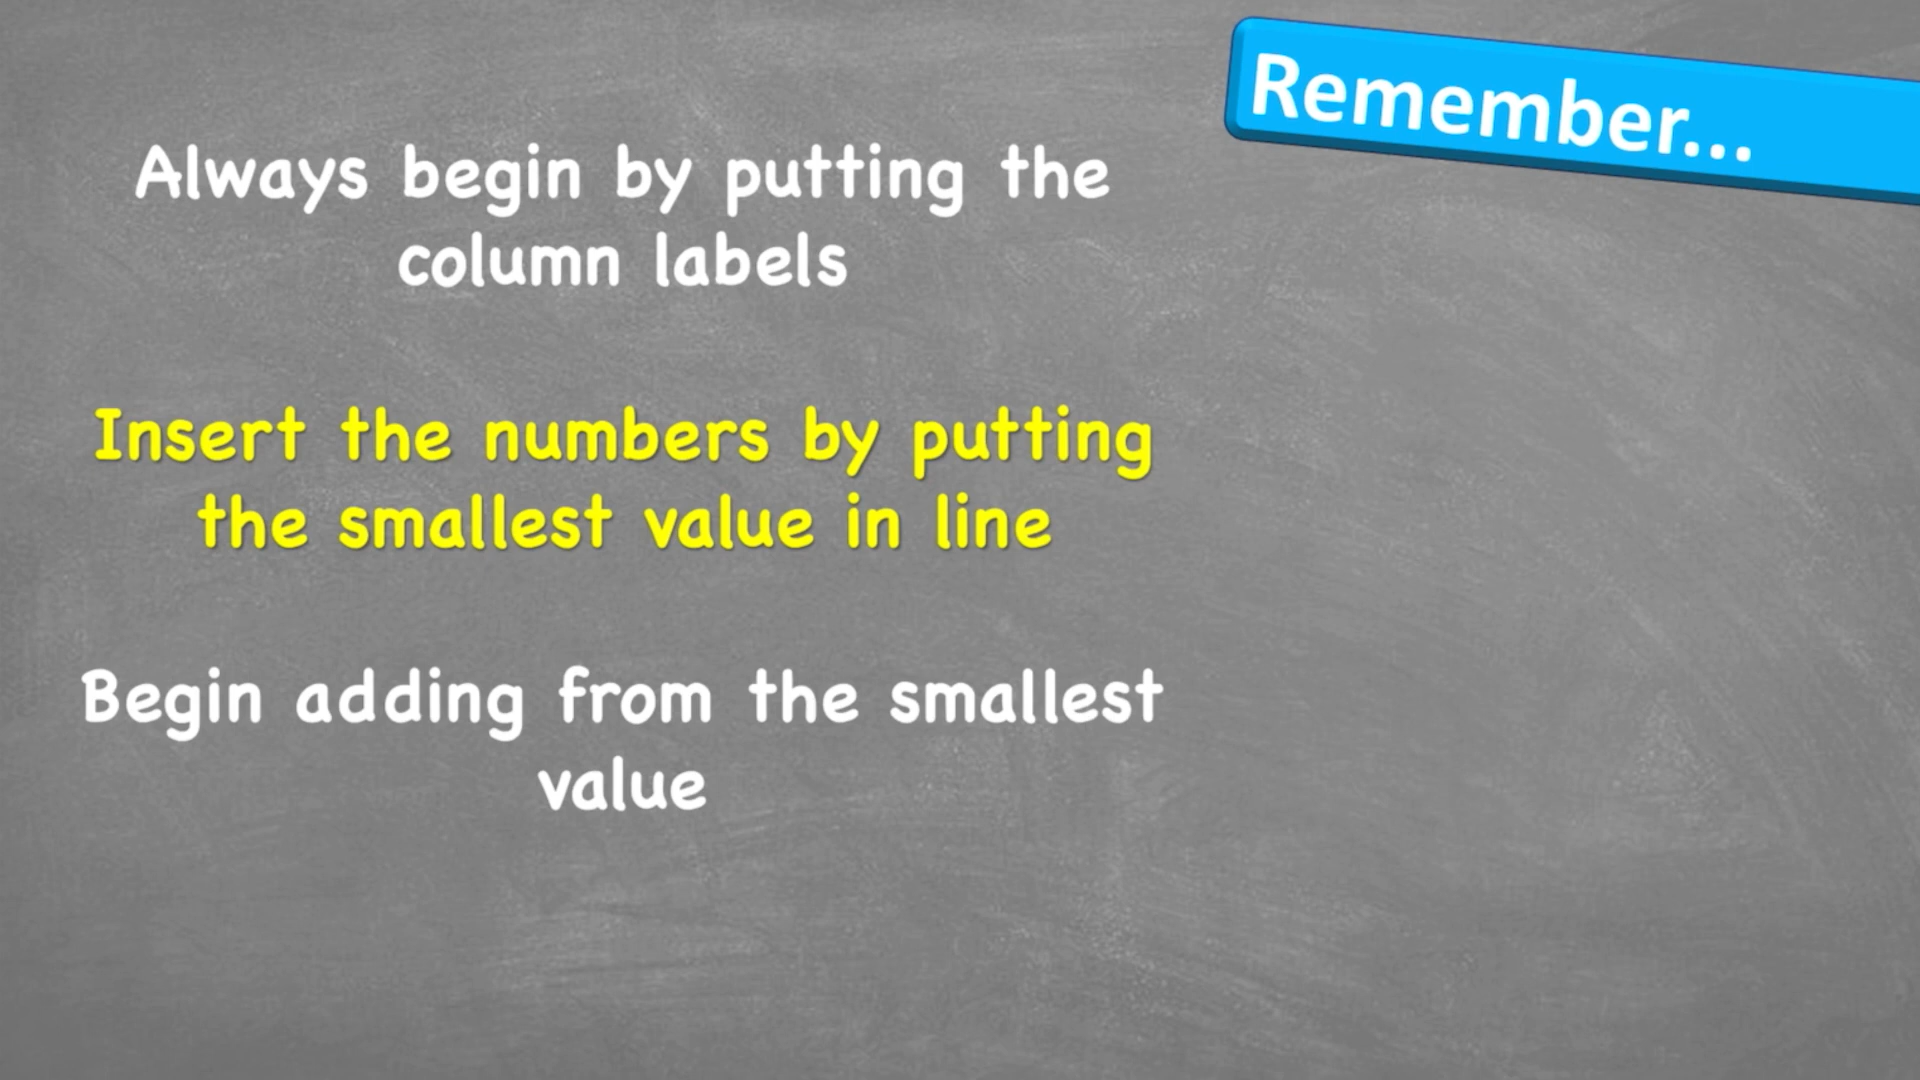 Remember...
Always begin by putting the
column labels
Insert the numbers by putting
the smallest value in line
Begin adding from the smallest
value